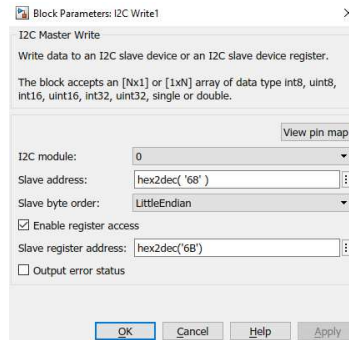 Block Parameters: I2C Write1
I2C Master Write
Write data to an I2C slave device or an I2C slave device register.
The block accepts an [Nx1] or [1xN] array of data type int8, uint8,
int16, uint16, int32, uint32, single or double.
View pin map
I2C module: 0
Slave address: hex2dec( '68' )
Slave byte order: LittleEndian
Enable register access
Slave register address: hex2dec('6B')
Output error status
OK Cancel Help Apply